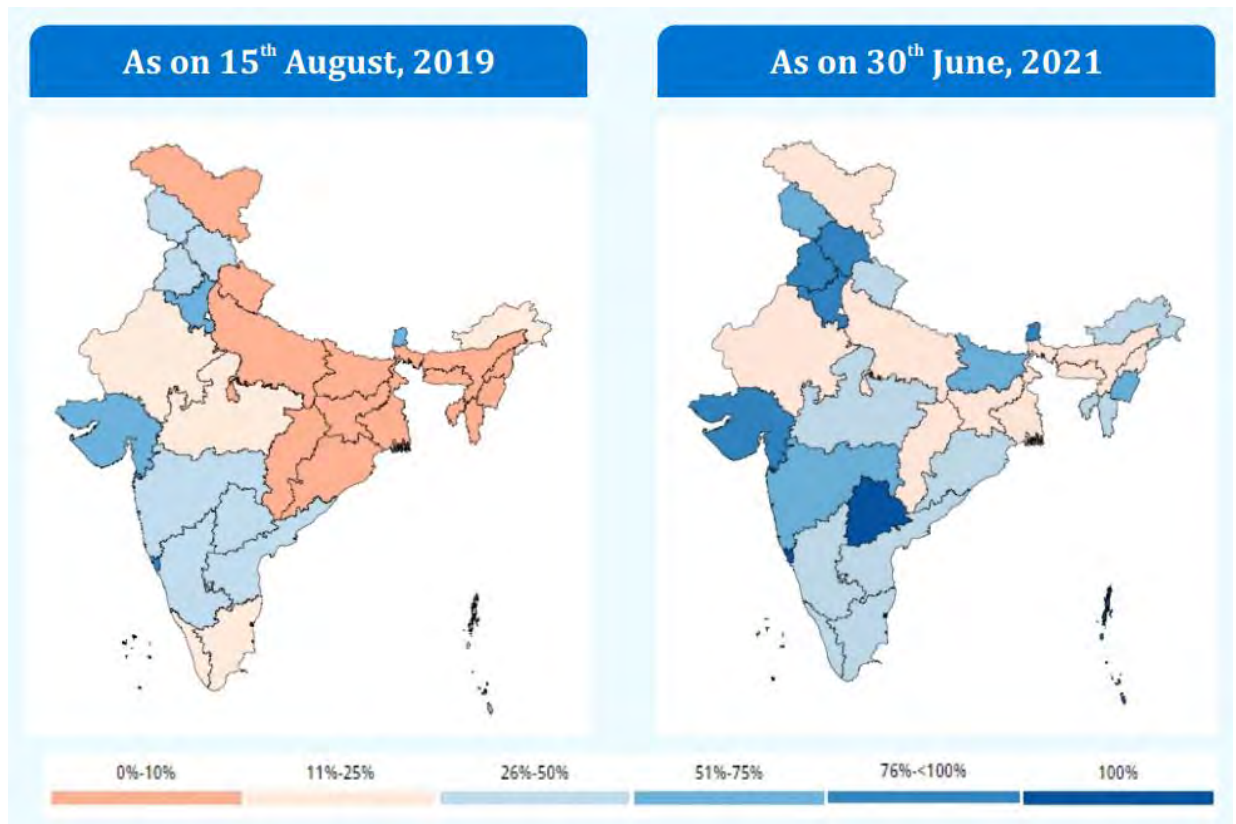 As on 15th August, 2019
As on 30th June, 2021
0%-10% 11%-25% 26%-50% 51%-75% 76%-<100% 100%